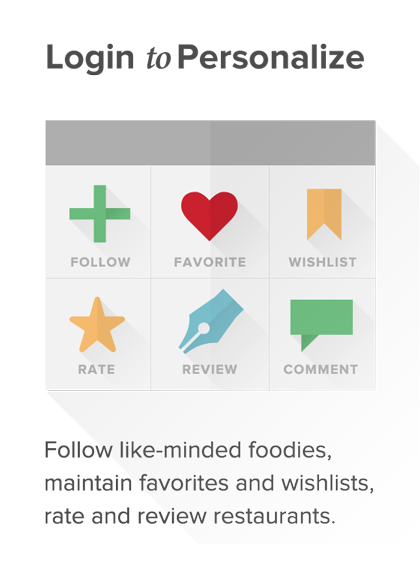 Login to Personalize
FOLLOW FAVORITE WISHLIST
RATE REVIEW COMMENT
Follow like-minded foodies,
maintain favorites and wishlists,
rate and review restaurants.